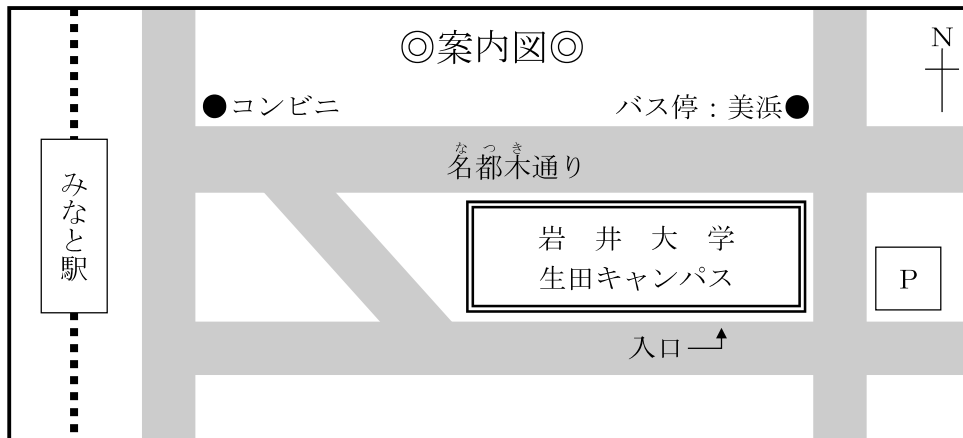 ◎案内図◎
N
●コンビニ
バス停：美浜●
なつき
名都木通り
みなと駅
岩井大学
生田キャンパス
P
入口